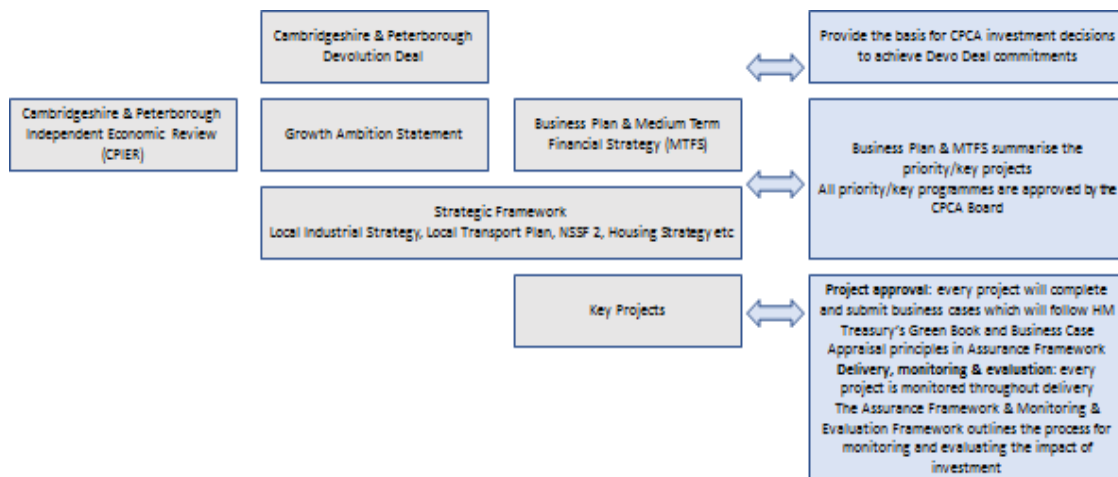 Cambridgeshire & Peterborough
Devolution Deal
Provide the basis for CPCA investment decisions
to achieve Devo Deal commitments
Cambridgeshire & Peterborough
Independent Economic Review
(CPIER)
Growth Ambition Statement
Business Plan & Medium Term
Financial Strategy (MTFS)
Business Plan & MTFS summarise the
priority/key projects
All priority/key programmes are approved by the
CPCA Board
Strategic Framework
Local Industrial Strategy, Local Transport Plan, NSSF 2, Housing Strategy etc
Key Projects
Project approval: every project will complete
and submit business cases which will follow HM
Treasury's Green Book and Business Case
Appraisal principles in Assurance Framework
Delivery, monitoring & evaluation: every
project is monitored throughout delivery
The Assurance Framework & Monitoring &
Evaluation Framework outlines the process for
monitoring and evaluating the impact of
investment